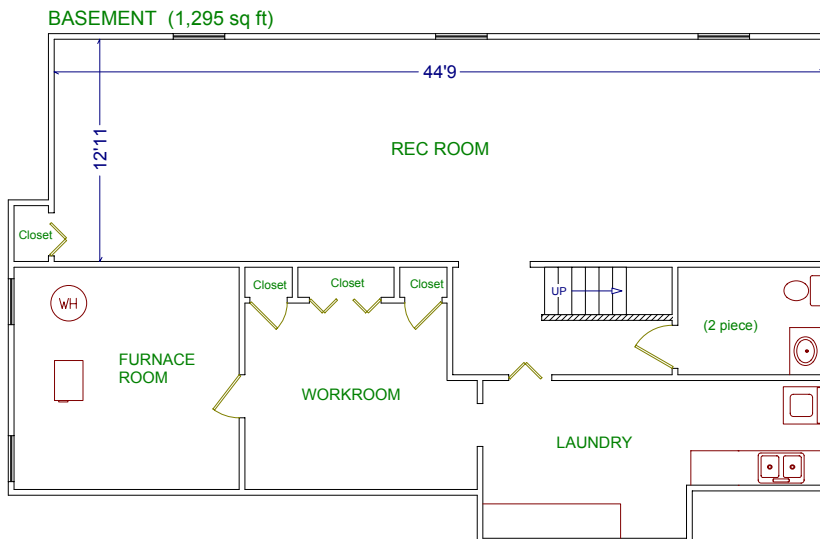 BASEMENT (1,295 sq ft)
44'9
12'11
REC ROOM
Closet
Closet
Closet
Closet
WH
UP
(2 piece)
FURNACE
ROOM
WORKROOM
LAUNDRY